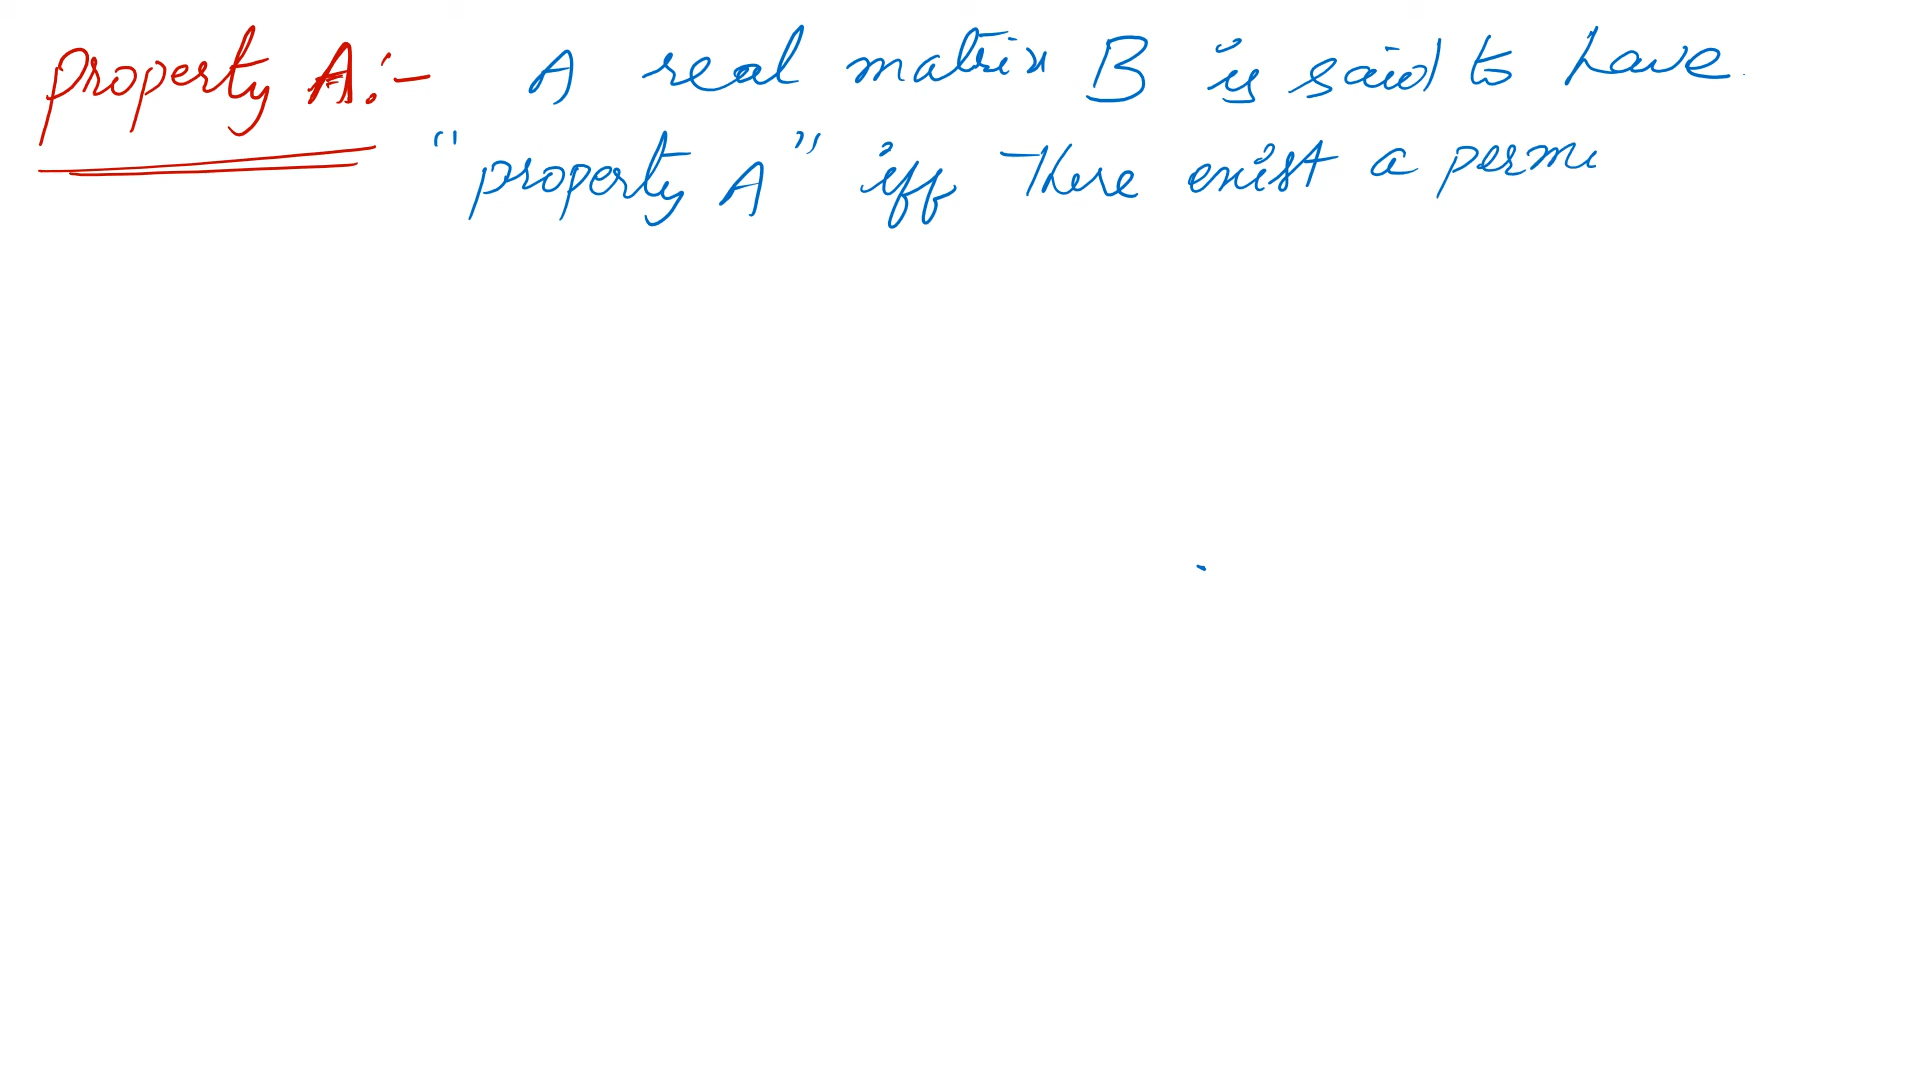 Property A:- A real matrix B is said to have
"property A" iff there exist a permu